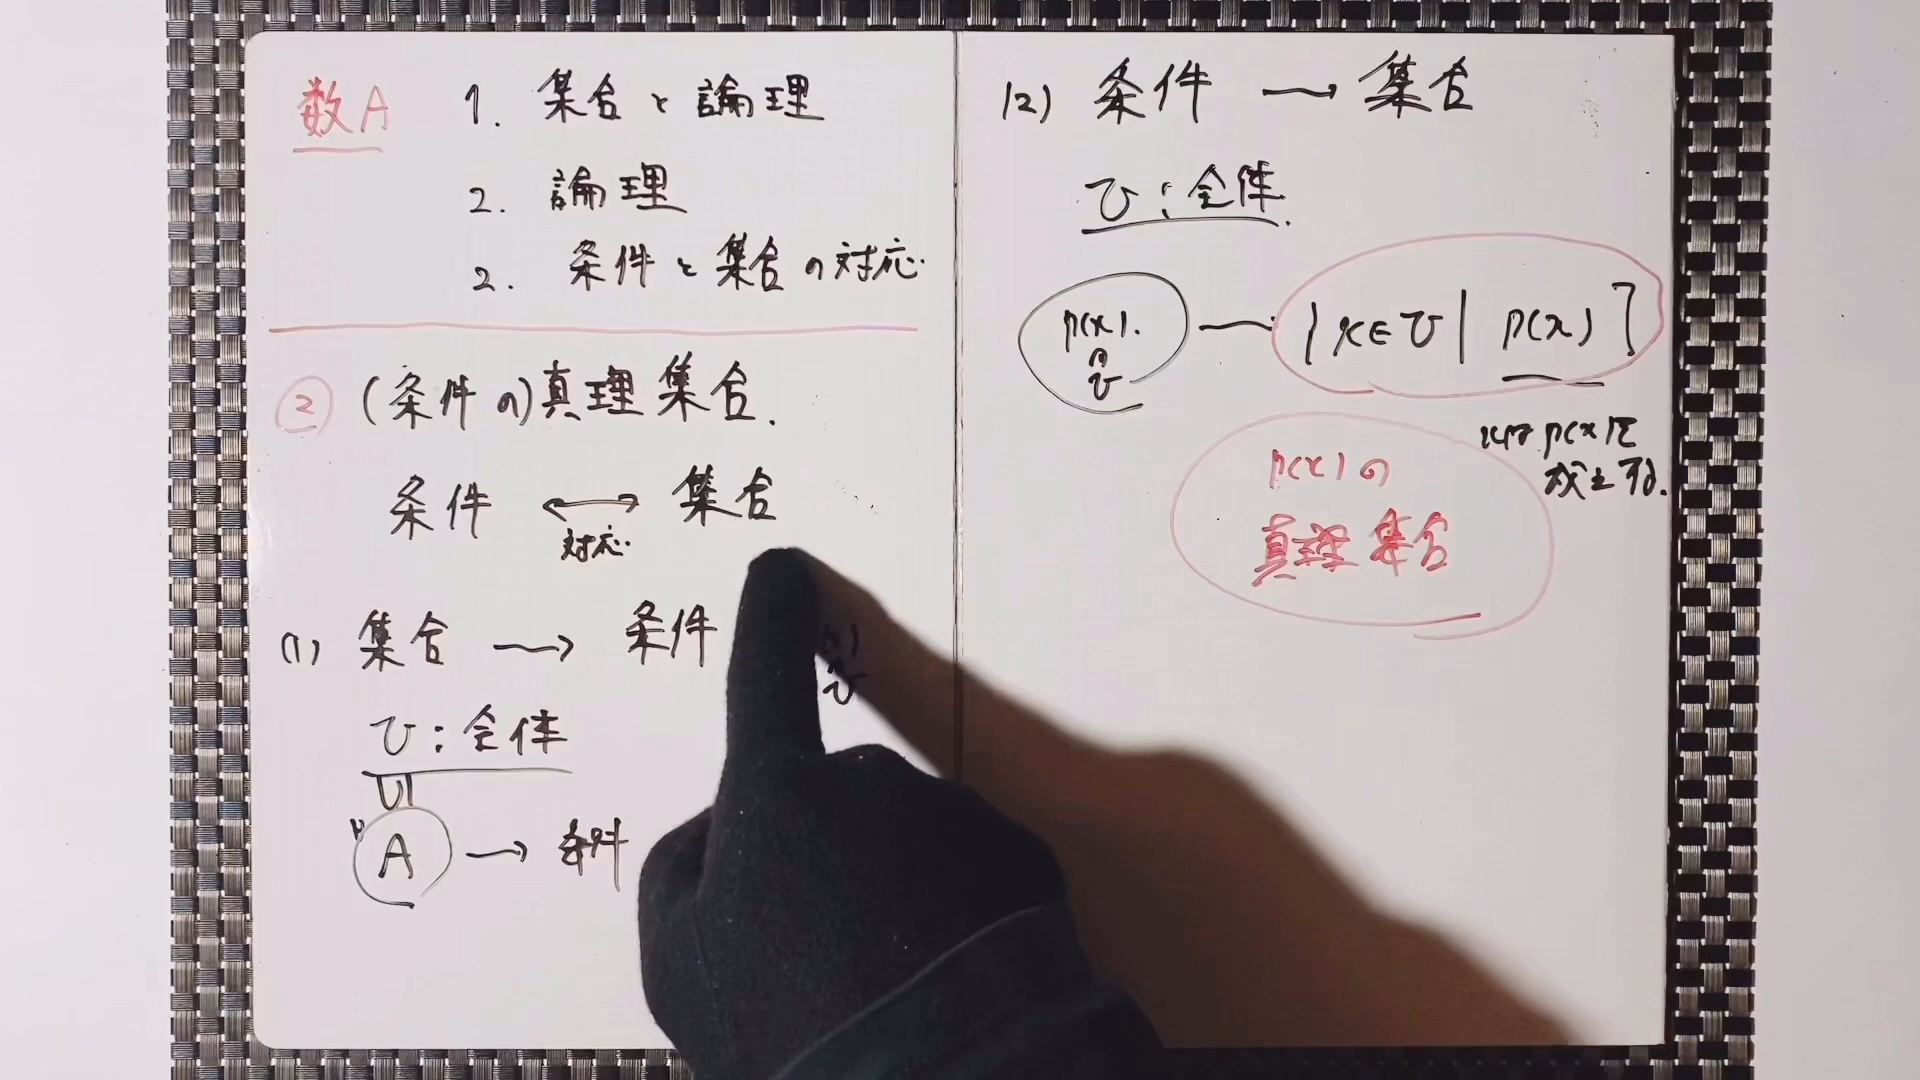 数A 1. 集合と論理
2. 論理
2. 条件と集合の対応
② (条件の)真理集合.
条件 ⟷ 集合
対応
(1) 集合 → 条件
U:全体
∪|
A → 条件
(2) 条件 → 集合
U:全体.
p(x). — {x∈U | p(x)}
U
p(x)の
真理集合
p(x)が
成立する.